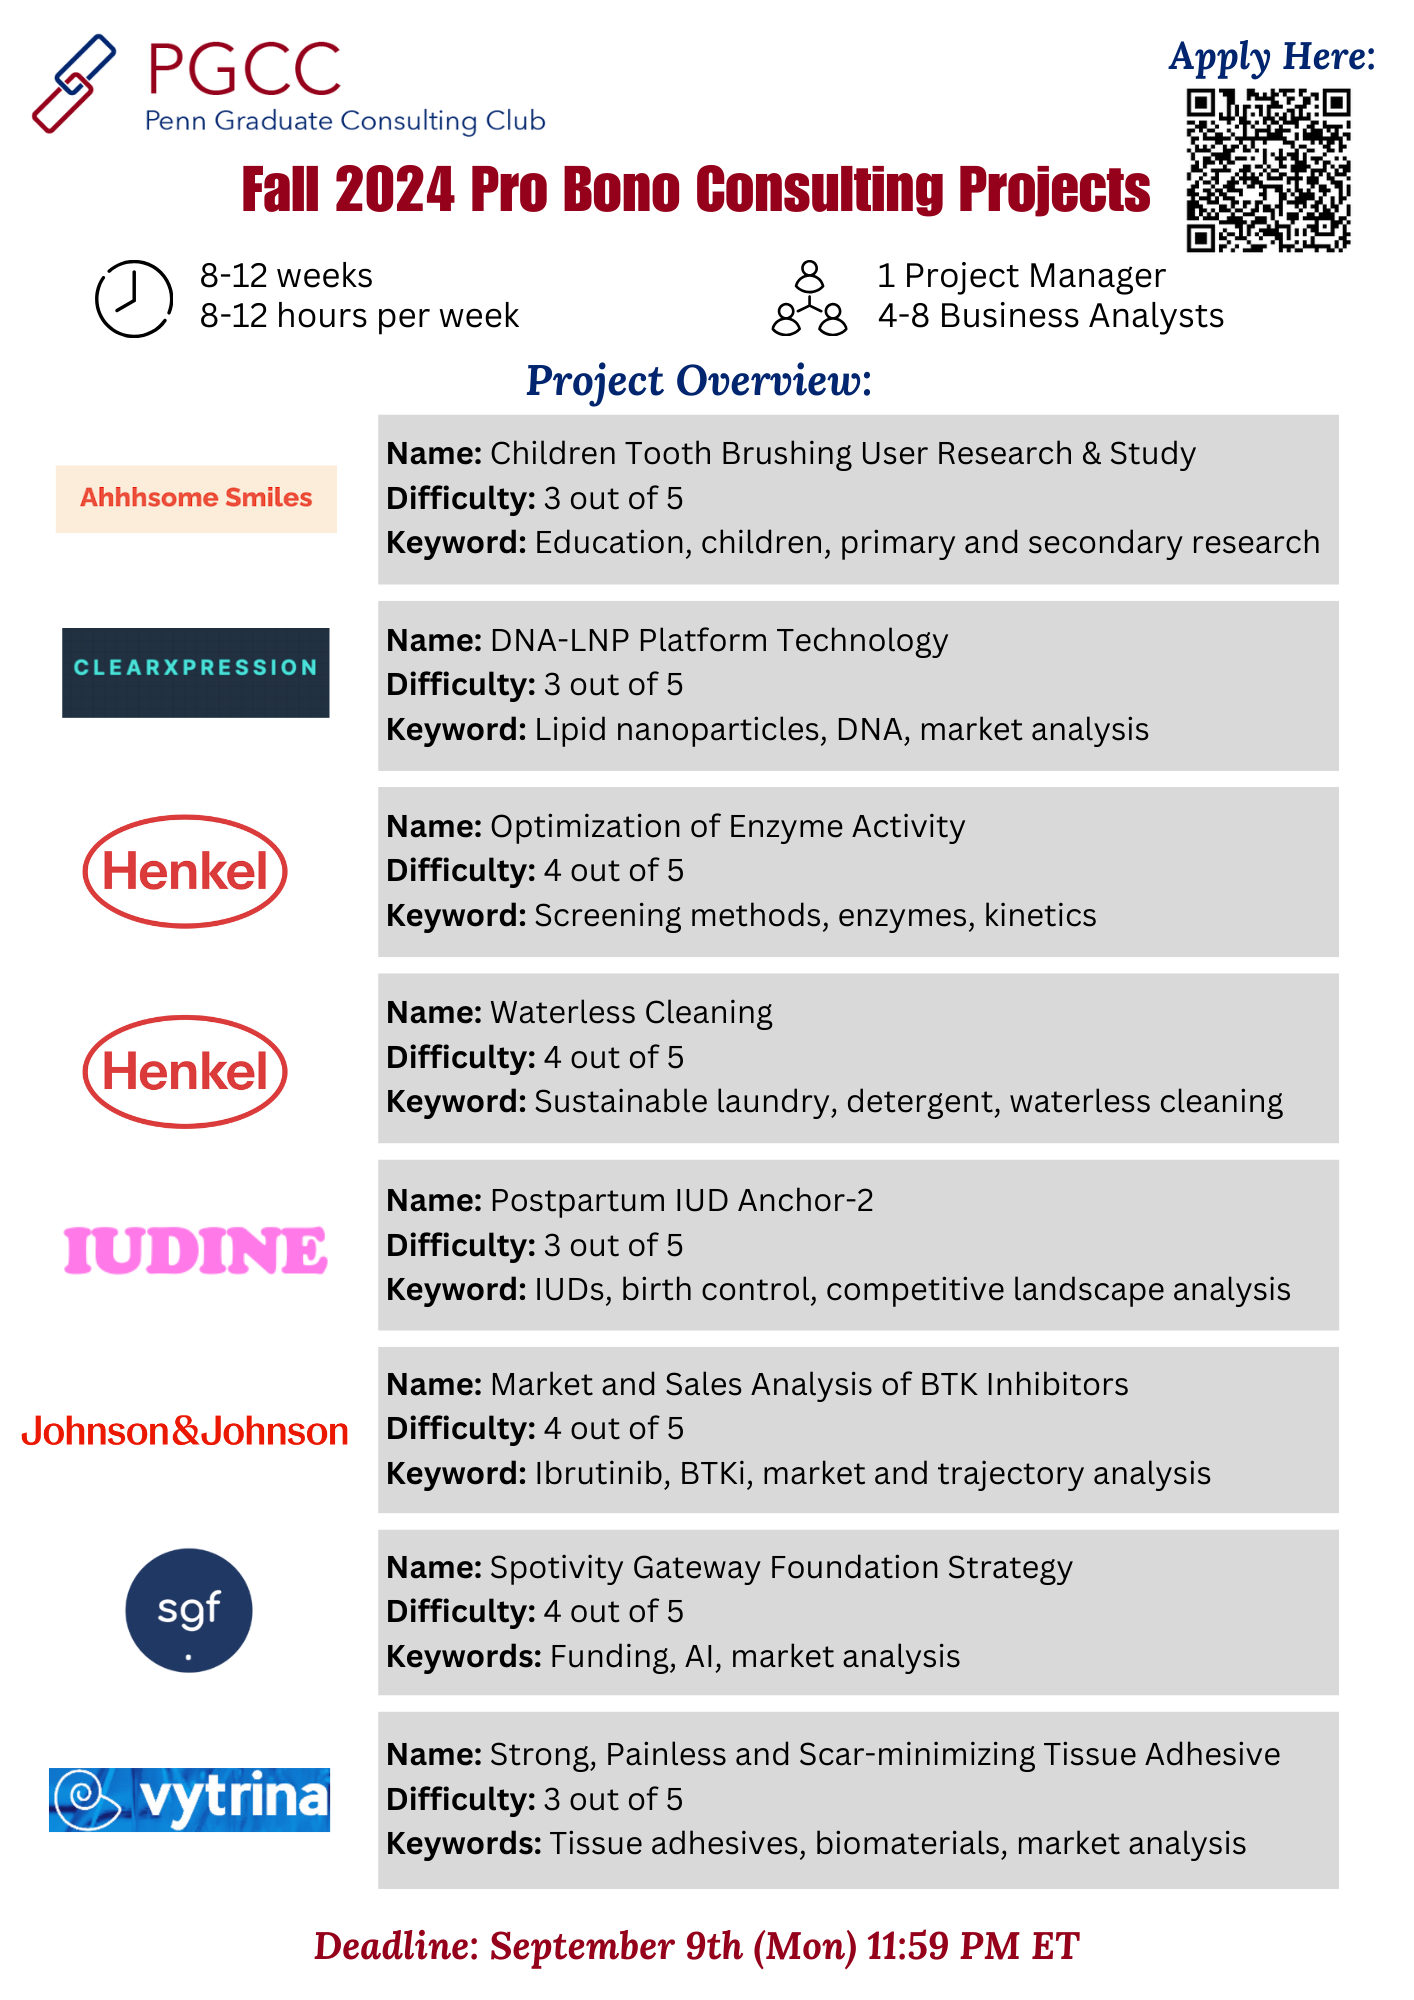 PGCC
Penn Graduate Consulting Club
Apply Here:
Fall 2024 Pro Bono Consulting Projects
8-12 weeks
8-12 hours per week
1 Project Manager
4-8 Business Analysts
Project Overview:
Ahhhsome Smiles
Name: Children Tooth Brushing User Research & Study
Difficulty: 3 out of 5
Keyword: Education, children, primary and secondary research
CLEARXPRESSION
Name: DNA-LNP Platform Technology
Difficulty: 3 out of 5
Keyword: Lipid nanoparticles, DNA, market analysis
Henkel
Name: Optimization of Enzyme Activity
Difficulty: 4 out of 5
Keyword: Screening methods, enzymes, kinetics
Henkel
Name: Waterless Cleaning
Difficulty: 4 out of 5
Keyword: Sustainable laundry, detergent, waterless cleaning
IUDINE
Name: Postpartum IUD Anchor-2
Difficulty: 3 out of 5
Keyword: IUDs, birth control, competitive landscape analysis
Johnson&Johnson
Name: Market and Sales Analysis of BTK Inhibitors
Difficulty: 4 out of 5
Keyword: Ibrutinib, BTKi, market and trajectory analysis
sgf
Name: Spotivity Gateway Foundation Strategy
Difficulty: 4 out of 5
Keywords: Funding, AI, market analysis
vytrina
Name: Strong, Painless and Scar-minimizing Tissue Adhesive
Difficulty: 3 out of 5
Keywords: Tissue adhesives, biomaterials, market analysis
Deadline: September 9th (Mon) 11:59 PM ET